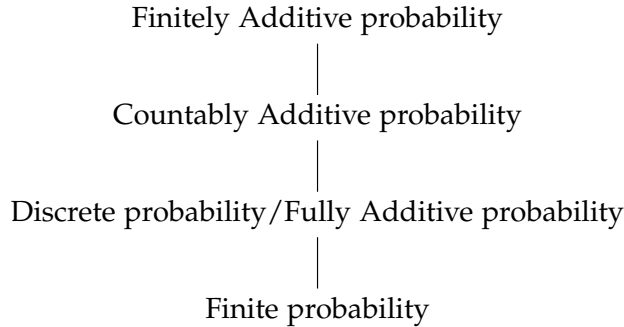 Finitely Additive probability
Countably Additive probability
Discrete probability/Fully Additive probability
Finite probability